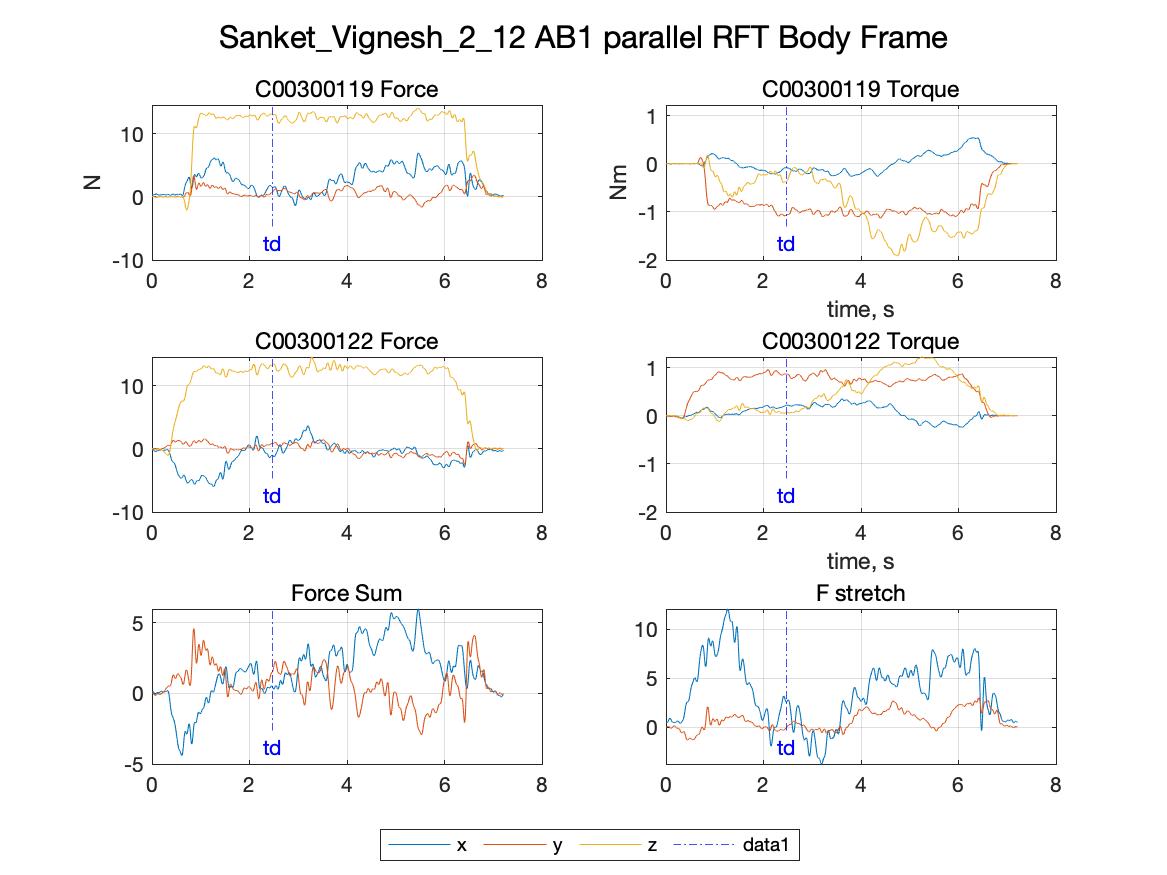 Sanket_Vignesh_2_12 AB1 parallel RFT Body Frame
C00300119 Force
N
10
0
-10
0 2 4 6 8
td
C00300119 Torque
Nm
1
0
-1
-2
0 2 4 6 8
td
time, s
C00300122 Force
10
0
-10
0 2 4 6 8
td
C00300122 Torque
1
0
-1
-2
0 2 4 6 8
td
time, s
Force Sum
5
0
-5
0 2 4 6 8
td
F stretch
10
5
0
0 2 4 6 8
td
x y z data1